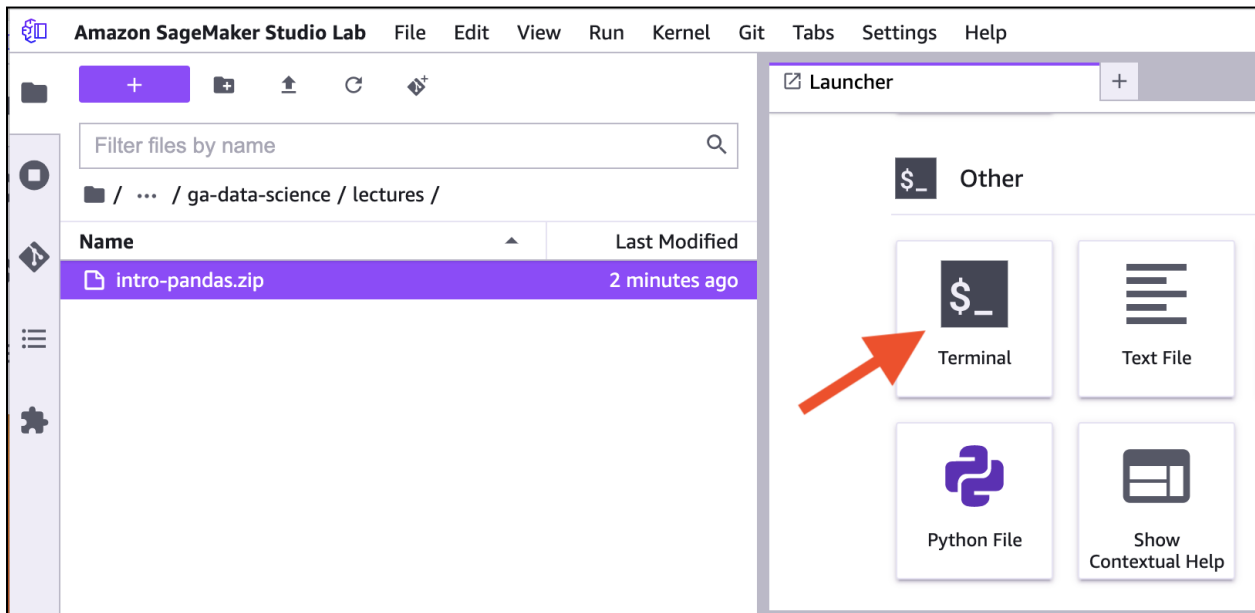 Amazon SageMaker Studio Lab File Edit View Run Kernel Git Tabs Settings Help
+
Filter files by name
/ ··· / ga-data-science / lectures /
Name Last Modified
intro-pandas.zip 2 minutes ago
Launcher +
$_ Other
$_
Terminal
Text File
Python File
Show
Contextual Help